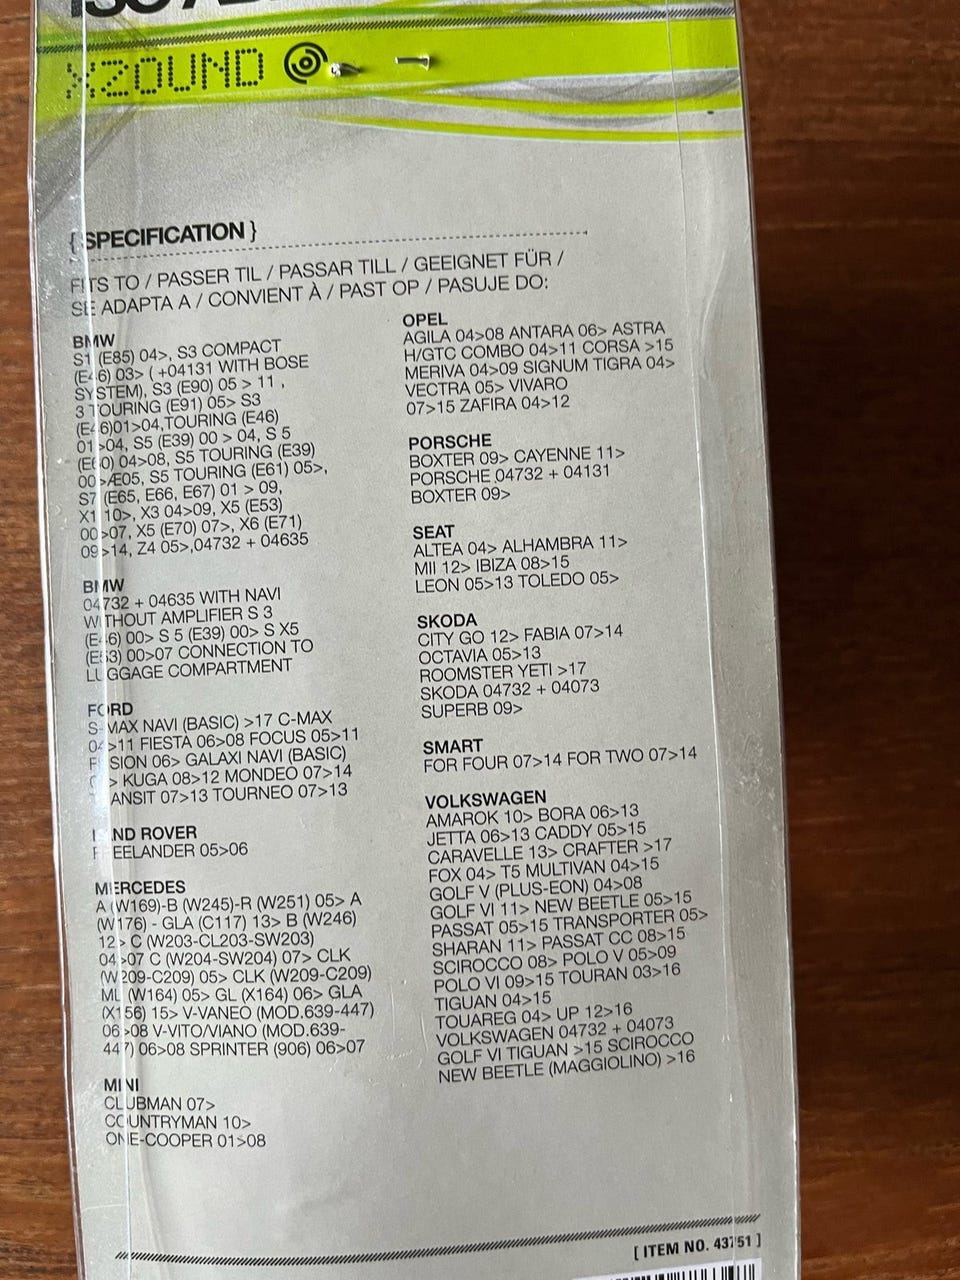 XZOUND
{ SPECIFICATION }
FITS TO / PASSER TIL / PASSAR TILL / GEEIGNET FÜR /
SE ADAPTA A / CONVIENT À / PAST OP / PASUJE DO:
BMW
S1 (E85) 04>, S3 COMPACT
(E46) 03> ( +04131 WITH BOSE
SYSTEM), S3 (E90) 05 > 11 ,
3 TOURING (E91) 05> S3
(E46)01>04,TOURING (E46)
01>04, S5 (E39) 00 > 04, S 5
(E60) 04>08, S5 TOURING (E39)
00>Æ05, S5 TOURING (E61) 05>,
S7 (E65, E66, E67) 01 > 09,
X1 10>, X3 04>09, X5 (E53)
00>07, X5 (E70) 07>, X6 (E71)
09>14, Z4 05>,04732 + 04635
BMW
04732 + 04635 WITH NAVI
WITHOUT AMPLIFIER S 3
(E46) 00> S 5 (E39) 00> S X5
(E53) 00>07 CONNECTION TO
LUGGAGE COMPARTMENT
FORD
S-MAX NAVI (BASIC) >17 C-MAX
04>11 FIESTA 06>08 FOCUS 05>11
FUSION 06> GALAXI NAVI (BASIC)
> KUGA 08>12 MONDEO 07>14
TRANSIT 07>13 TOURNEO 07>13
LAND ROVER
FREELANDER 05>06
MERCEDES
A (W169)-B (W245)-R (W251) 05> A
(W176) - GLA (C117) 13> B (W246)
12> C (W203-CL203-SW203)
04>07 C (W204-SW204) 07> CLK
(W209-C209) 05> CLK (W209-C209)
ML (W164) 05> GL (X164) 06> GLA
(X156) 15> V-VANEO (MOD.639-447)
06>08 V-VITO/VIANO (MOD.639-
447) 06>08 SPRINTER (906) 06>07
MINI
CLUBMAN 07>
COUNTRYMAN 10>
ONE-COOPER 01>08
OPEL
AGILA 04>08 ANTARA 06> ASTRA
H/GTC COMBO 04>11 CORSA >15
MERIVA 04>09 SIGNUM TIGRA 04>
VECTRA 05> VIVARO
07>15 ZAFIRA 04>12
PORSCHE
BOXTER 09> CAYENNE 11>
PORSCHE 04732 + 04131
BOXTER 09>
SEAT
ALTEA 04> ALHAMBRA 11>
MII 12> IBIZA 08>15
LEON 05>13 TOLEDO 05>
SKODA
CITY GO 12> FABIA 07>14
OCTAVIA 05>13
ROOMSTER YETI >17
SKODA 04732 + 04073
SUPERB 09>
SMART
FOR FOUR 07>14 FOR TWO 07>14
VOLKSWAGEN
AMAROK 10> BORA 06>13
JETTA 06>13 CADDY 05>15
CARAVELLE 13> CRAFTER >17
FOX 04> T5 MULTIVAN 04>15
GOLF V (PLUS-EON) 04>08
GOLF VI 11> NEW BEETLE 05>15
PASSAT 05>15 TRANSPORTER 05>
SHARAN 11> PASSAT CC 08>15
SCIROCCO 08> POLO V 05>09
POLO VI 09>15 TOURAN 03>16
TIGUAN 04>15
TOUAREG 04> UP 12>16
VOLKSWAGEN 04732 + 04073
GOLF VI TIGUAN >15 SCIROCCO
NEW BEETLE (MAGGIOLINO) >16
[ ITEM NO. 43751 ]